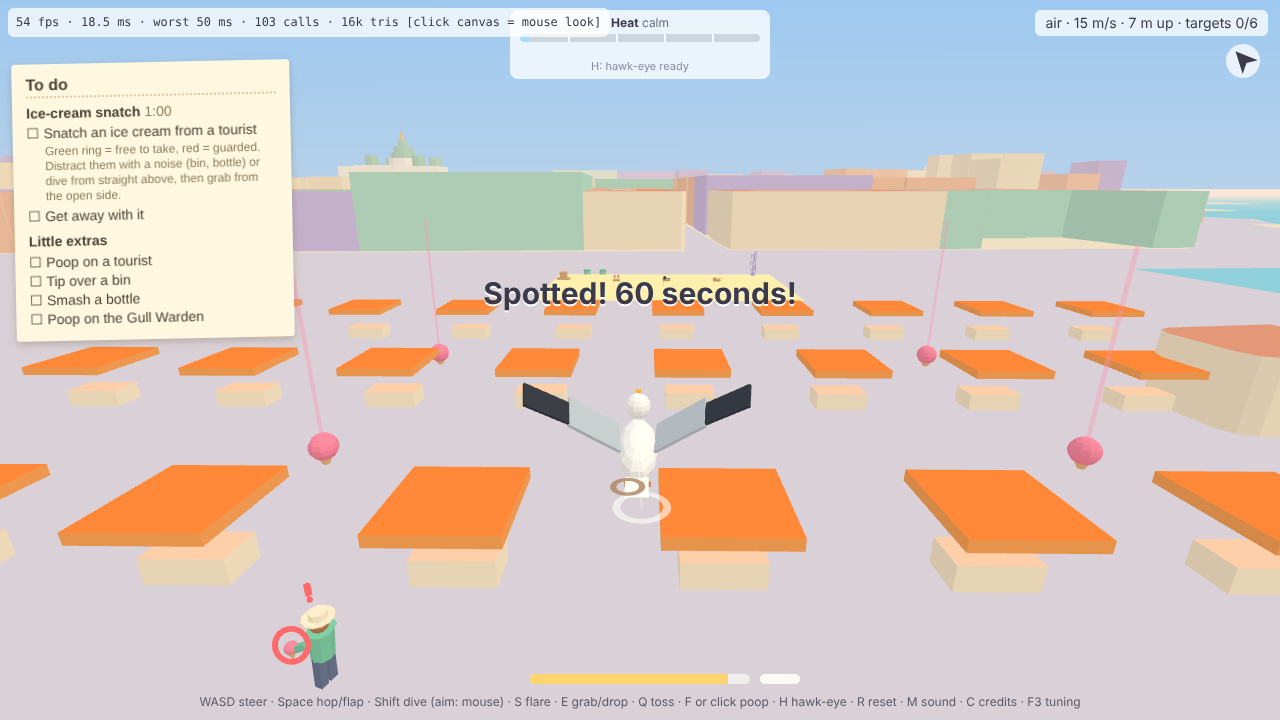 54 fps · 18.5 ms · worst 50 ms · 103 calls · 16k tris [click canvas = mouse look]
Heat calm
H: hawk-eye ready
air · 15 m/s · 7 m up · targets 0/6
To do
Ice-cream snatch 1:00
Snatch an ice cream from a tourist
Green ring = free to take, red = guarded.
Distract them with a noise (bin, bottle) or
dive from straight above, then grab from
the open side.
Get away with it
Little extras
Poop on a tourist
Tip over a bin
Smash a bottle
Poop on the Gull Warden
Spotted! 60 seconds!
!
WASD steer · Space hop/flap · Shift dive (aim: mouse) · S flare · E grab/drop · Q toss · F or click poop · H hawk-eye · R reset · M sound · C credits · F3 tuning